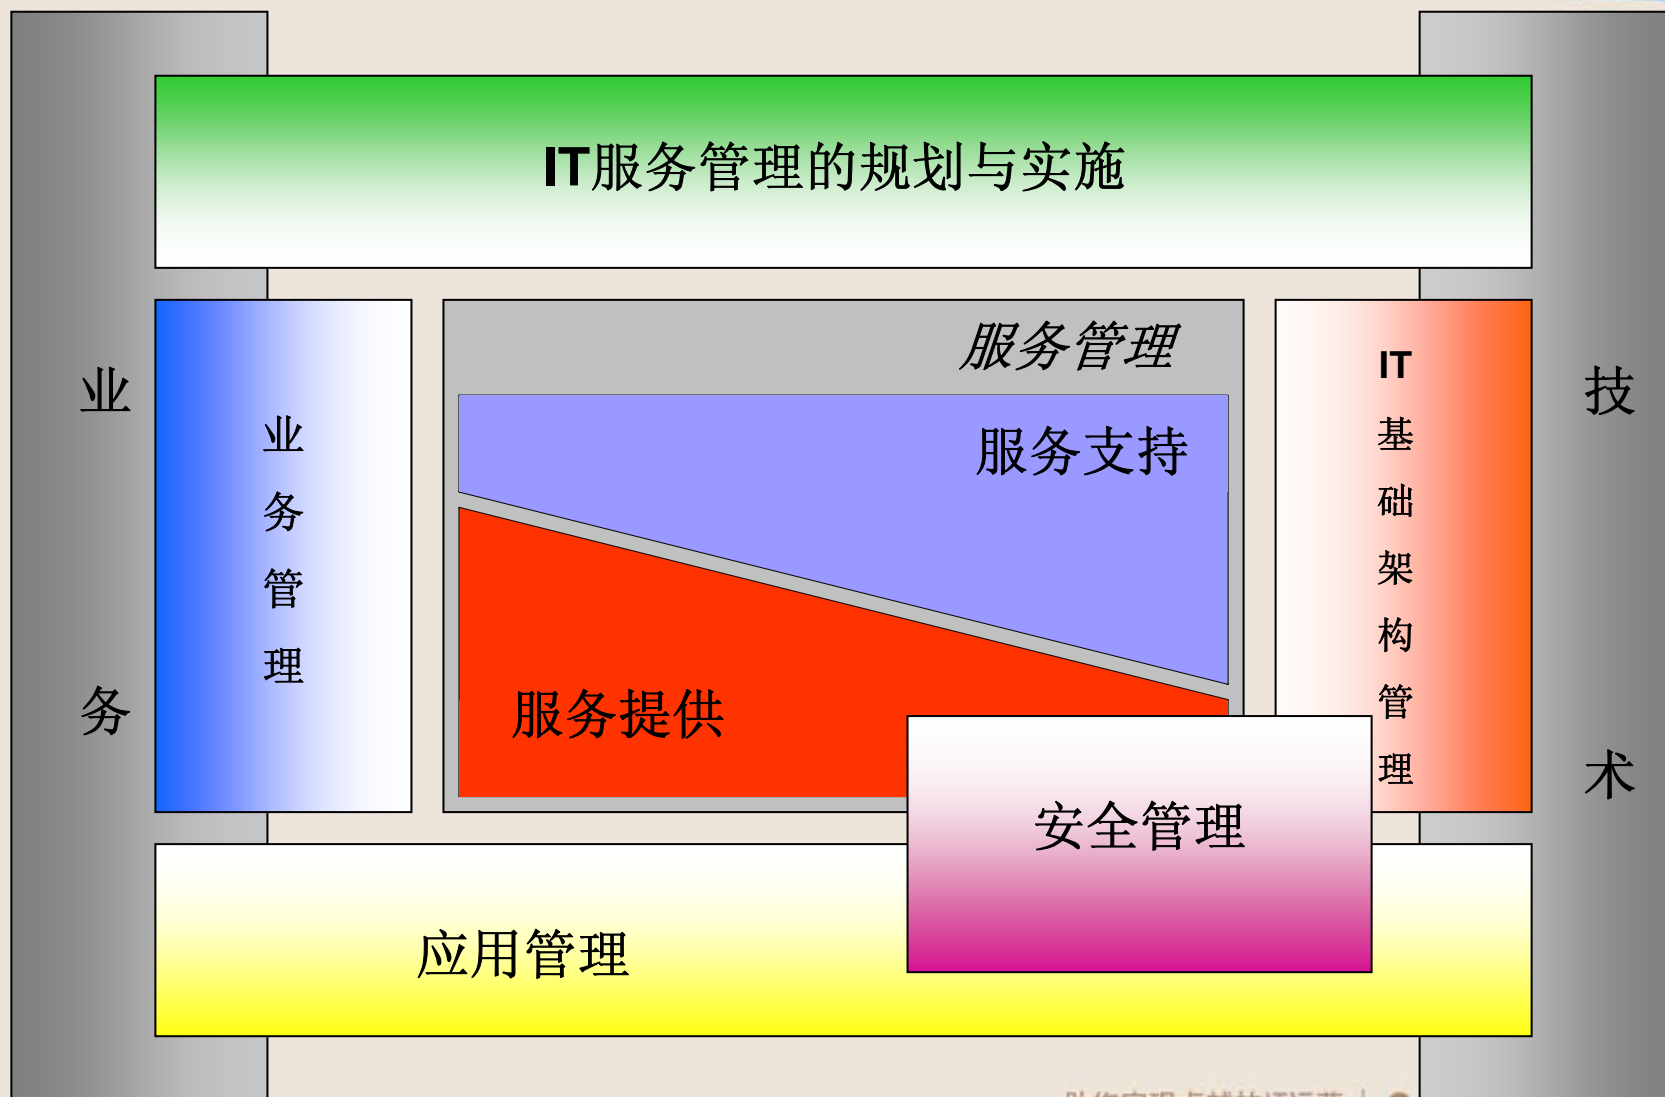 IT服务管理的规划与实施
业务
业务管理
服务管理
服务支持
服务提供
IT基础架构管理
技术
安全管理
应用管理